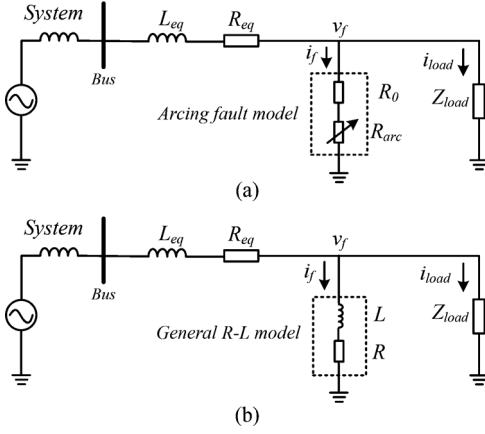 System
L_eq
R_eq
v_f
Bus
i_f
i_load
R_0
Z_load
Arcing fault model
R_arc
(a)
System
L_eq
R_eq
v_f
Bus
i_f
i_load
L
Z_load
General R-L model
R
(b)